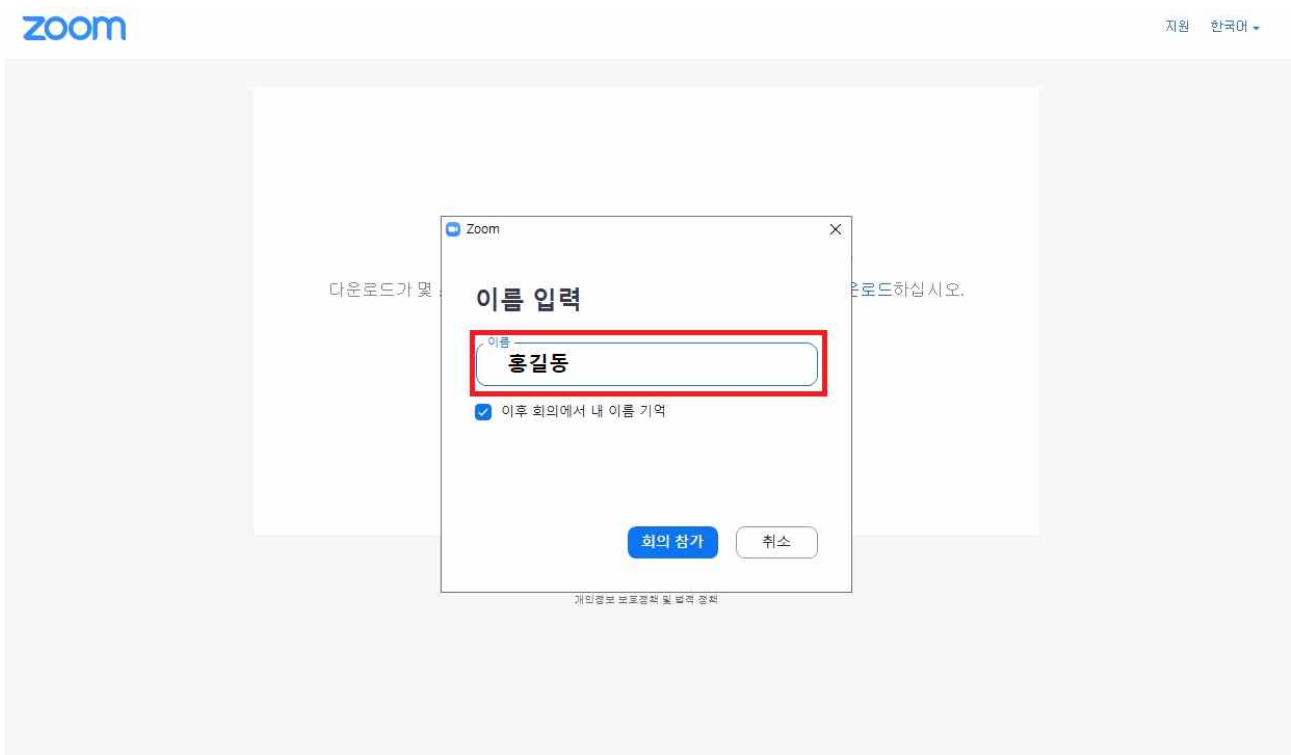 zoom
지원 한국어
Zoom
다운로드가 몇
로드하십시오.
이름 입력
이름
홍길동
이후 회의에서 내 이름 기억
회의 참가 취소
개인정보 보호정책 및 법적 정책